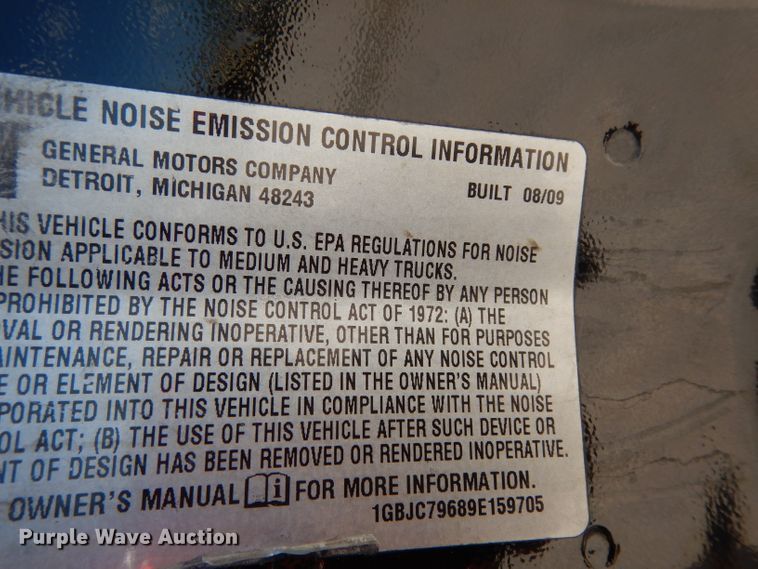 VEHICLE NOISE EMISSION CONTROL INFORMATION
GENERAL MOTORS COMPANY
DETROIT, MICHIGAN 48243
BUILT 08/09
HIS VEHICLE CONFORMS TO U.S. EPA REGULATIONS FOR NOISE
SION APPLICABLE TO MEDIUM AND HEAVY TRUCKS.
HE FOLLOWING ACTS OR THE CAUSING THEREOF BY ANY PERSON
PROHIBITED BY THE NOISE CONTROL ACT OF 1972: (A) THE
VAL OR RENDERING INOPERATIVE, OTHER THAN FOR PURPOSES
AINTENANCE, REPAIR OR REPLACEMENT OF ANY NOISE CONTROL
E OR ELEMENT OF DESIGN (LISTED IN THE OWNER'S MANUAL)
PORATED INTO THIS VEHICLE IN COMPLIANCE WITH THE NOISE
OL ACT; (B) THE USE OF THIS VEHICLE AFTER SUCH DEVICE OR
NT OF DESIGN HAS BEEN REMOVED OR RENDERED INOPERATIVE.
OWNER'S MANUAL i FOR MORE INFORMATION.
1GBJC79689E159705
Purple Wave Auction